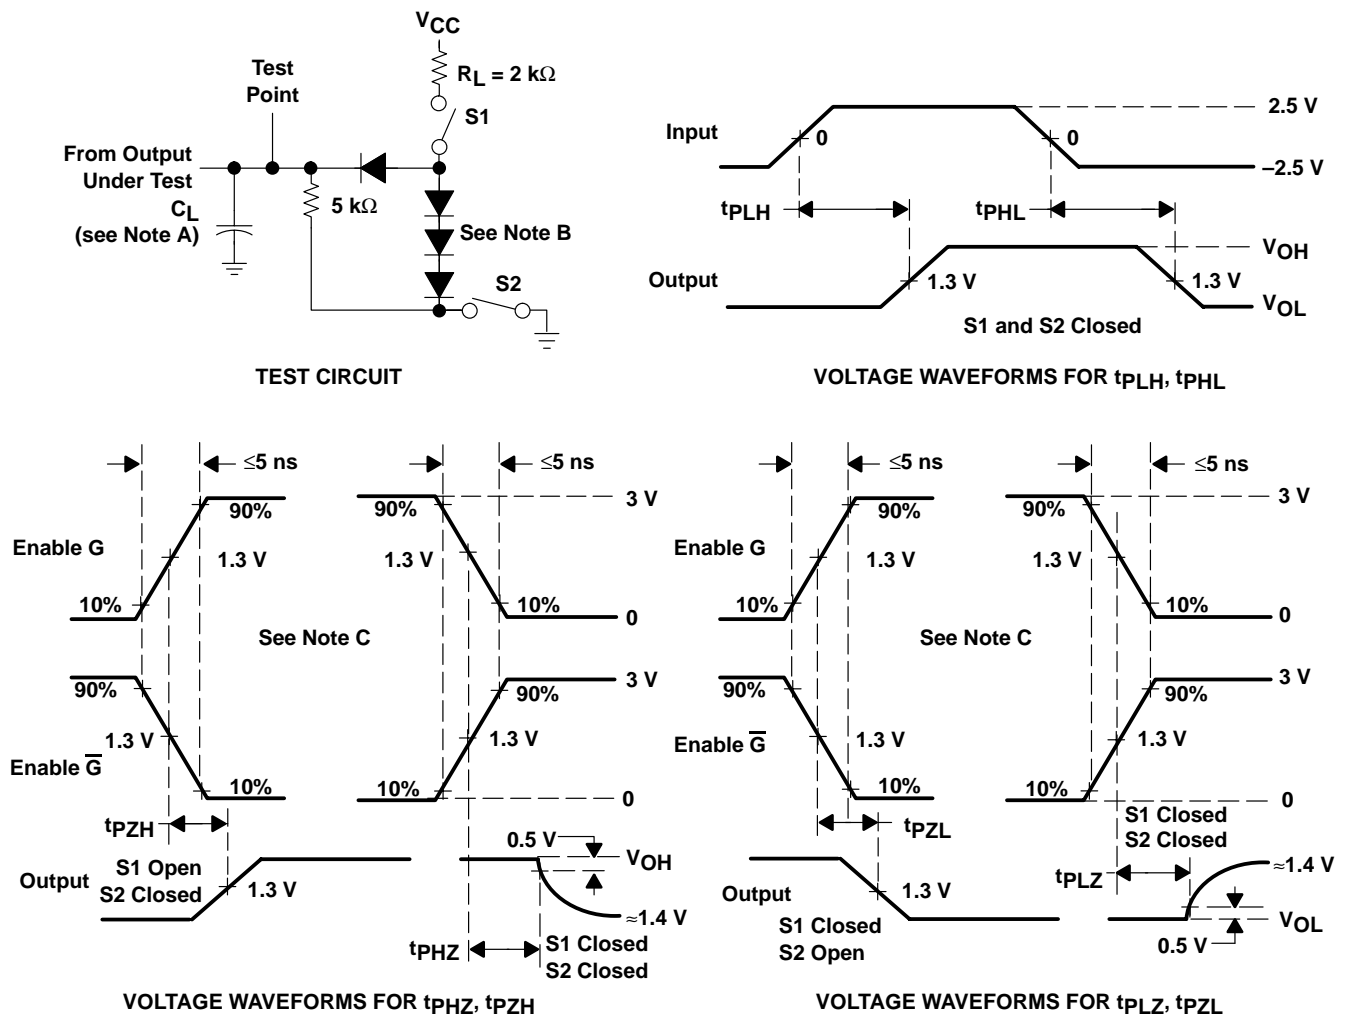 VCC
RL = 2 kΩ
Test
Point
S1
From Output
Under Test
CL
(see Note A)
5 kΩ
See Note B
S2
TEST CIRCUIT
Input
0
0
2.5 V
–2.5 V
tPLH
tPHL
Output
1.3 V
1.3 V
VOH
VOL
S1 and S2 Closed
VOLTAGE WAVEFORMS FOR tPLH, tPHL
≤5 ns
≤5 ns
Enable G
90%
1.3 V
10%
90%
1.3 V
10%
3 V
0
See Note C
Enable G̅
90%
1.3 V
10%
90%
1.3 V
10%
3 V
0
tPZH
Output
S1 Open
S2 Closed
1.3 V
0.5 V
VOH
≈1.4 V
tPHZ
S1 Closed
S2 Closed
VOLTAGE WAVEFORMS FOR tPHZ, tPZH
≤5 ns
≤5 ns
Enable G
90%
1.3 V
10%
90%
1.3 V
10%
3 V
0
See Note C
Enable G̅
90%
1.3 V
10%
90%
1.3 V
10%
3 V
0
tPZL
Output
1.3 V
S1 Closed
S2 Open
S1 Closed
S2 Closed
tPLZ
≈1.4 V
VOL
0.5 V
VOLTAGE WAVEFORMS FOR tPLZ, tPZL